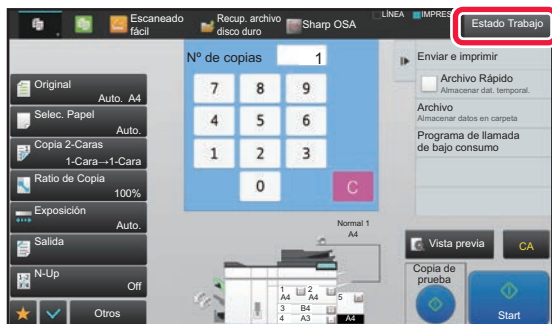 Escaneado
fácil
Recup. archivo
disco duro
Sharp OSA
LÍNEA
IMPRES
Estado Trabajo
Original
Auto. A4
Selec. Papel
Auto.
Copia 2-Caras
1-Cara→1-Cara
Ratio de Copia
100%
Exposición
Auto.
Salida
N-Up
Off
Otros
Nº de copias 1
7 8 9
4 5 6
1 2 3
0 C
Normal 1
A4
1
A4
2
A4
3 B4
4 A3
5
A4
Enviar e imprimir
Archivo Rápido
Almacenar dat. temporal.
Archivo
Almacenar datos en carpeta
Programa de llamada
de bajo consumo
Vista previa
CA
Copia de
prueba
Start